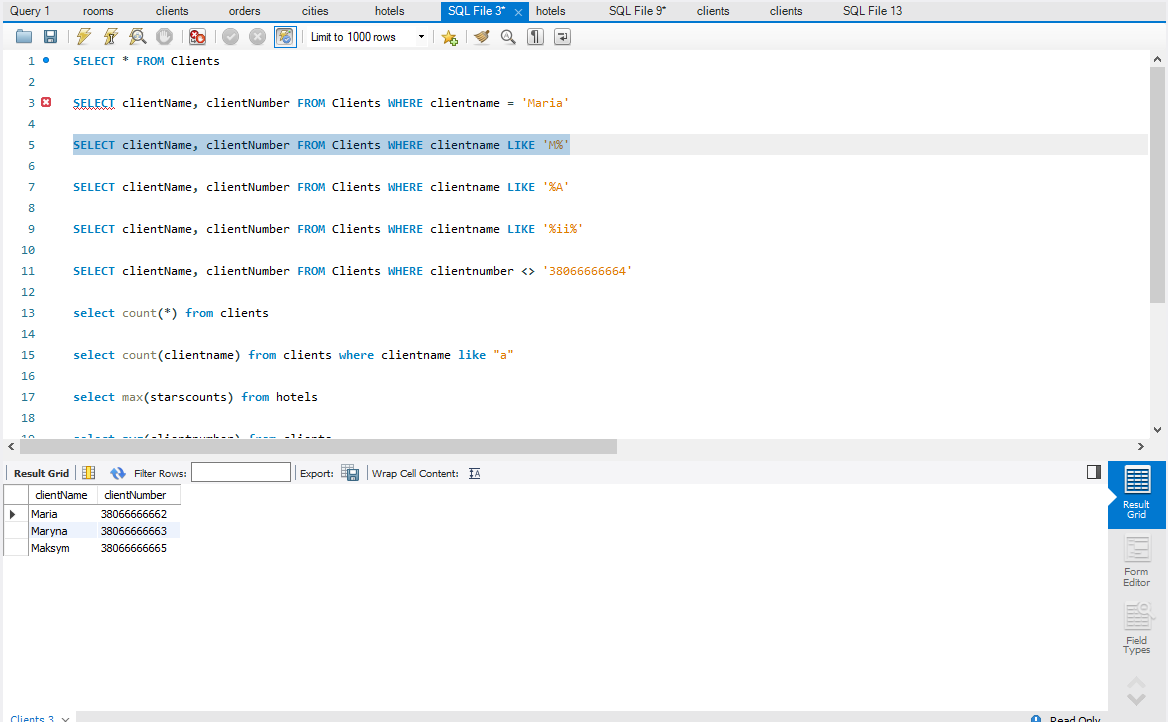 Query 1 rooms clients orders cities hotels SQL File 3* hotels SQL File 9* clients clients SQL File 13
Limit to 1000 rows
1 SELECT * FROM Clients
2
3 SELECT clientName, clientNumber FROM Clients WHERE clientname = 'Maria'
4
5 SELECT clientName, clientNumber FROM Clients WHERE clientname LIKE 'M%'
6
7 SELECT clientName, clientNumber FROM Clients WHERE clientname LIKE '%A'
8
9 SELECT clientName, clientNumber FROM Clients WHERE clientname LIKE '%ii%'
10
11 SELECT clientName, clientNumber FROM Clients WHERE clientnumber <> '38066666664'
12
13 select count(*) from clients
14
15 select count(clientname) from clients where clientname like "a"
16
17 select max(starscounts) from hotels
18
19 select (clientnumber) from clients
Result Grid Filter Rows: Export: Wrap Cell Content:
clientName clientNumber
Maria 38066666662
Maryna 38066666663
Maksym 38066666665
Result
Grid
Form
Editor
Field
Types
Clients 3 Read Only